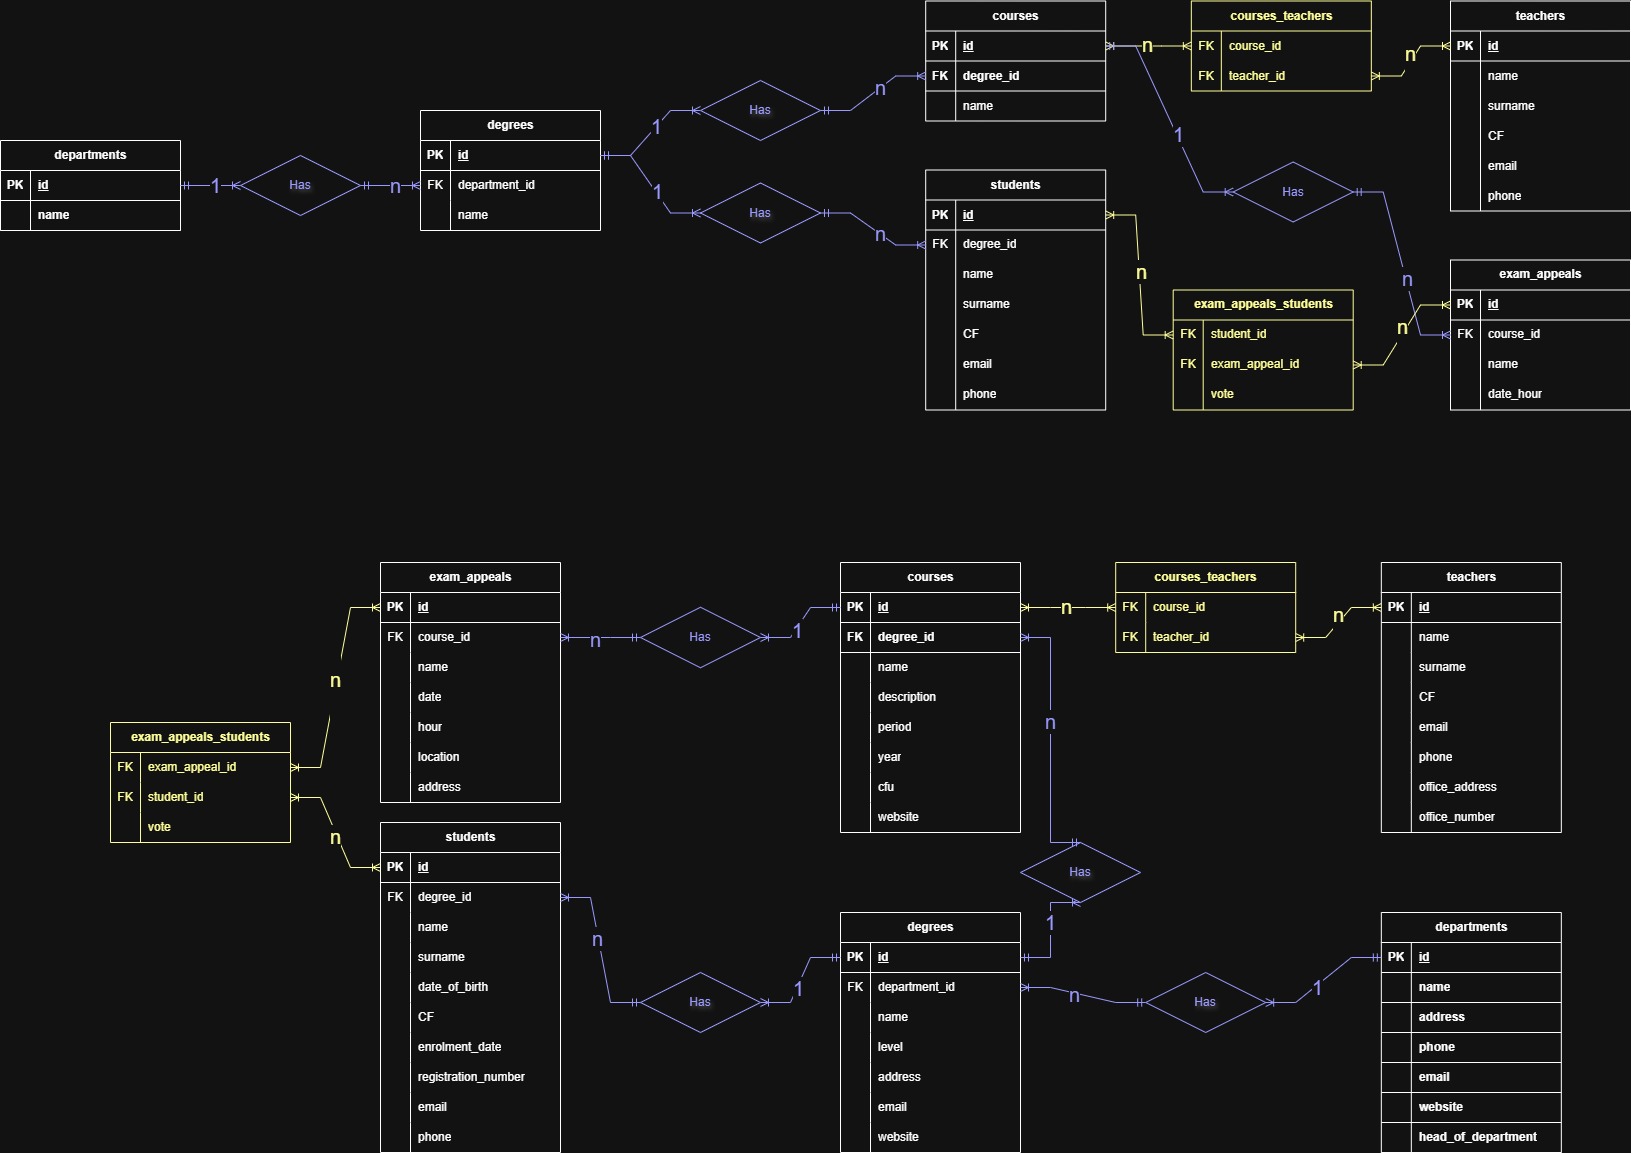 departments
PK id
name
1
Has
n
degrees
PK id
FK department_id
name
1
Has
n
1
Has
n
courses
PK id
FK degree_id
name
students
PK id
FK degree_id
name
surname
CF
email
phone
n
courses_teachers
FK course_id
FK teacher_id
n
teachers
PK id
name
surname
CF
email
phone
1
Has
n
n
exam_appeals_students
FK student_id
FK exam_appeal_id
vote
n
exam_appeals
PK id
FK course_id
name
date_hour
exam_appeals
PK id
FK course_id
name
date
hour
location
address
n
Has
1
courses
PK id
FK degree_id
name
description
period
year
cfu
website
n
courses_teachers
FK course_id
FK teacher_id
n
teachers
PK id
name
surname
CF
email
phone
office_address
office_number
n
exam_appeals_students
FK exam_appeal_id
FK student_id
vote
n
students
PK id
FK degree_id
name
surname
date_of_birth
CF
enrolment_date
registration_number
email
phone
n
Has
1
n
Has
1
degrees
PK id
FK department_id
name
level
address
email
website
n
Has
1
departments
PK id
name
address
phone
email
website
head_of_department